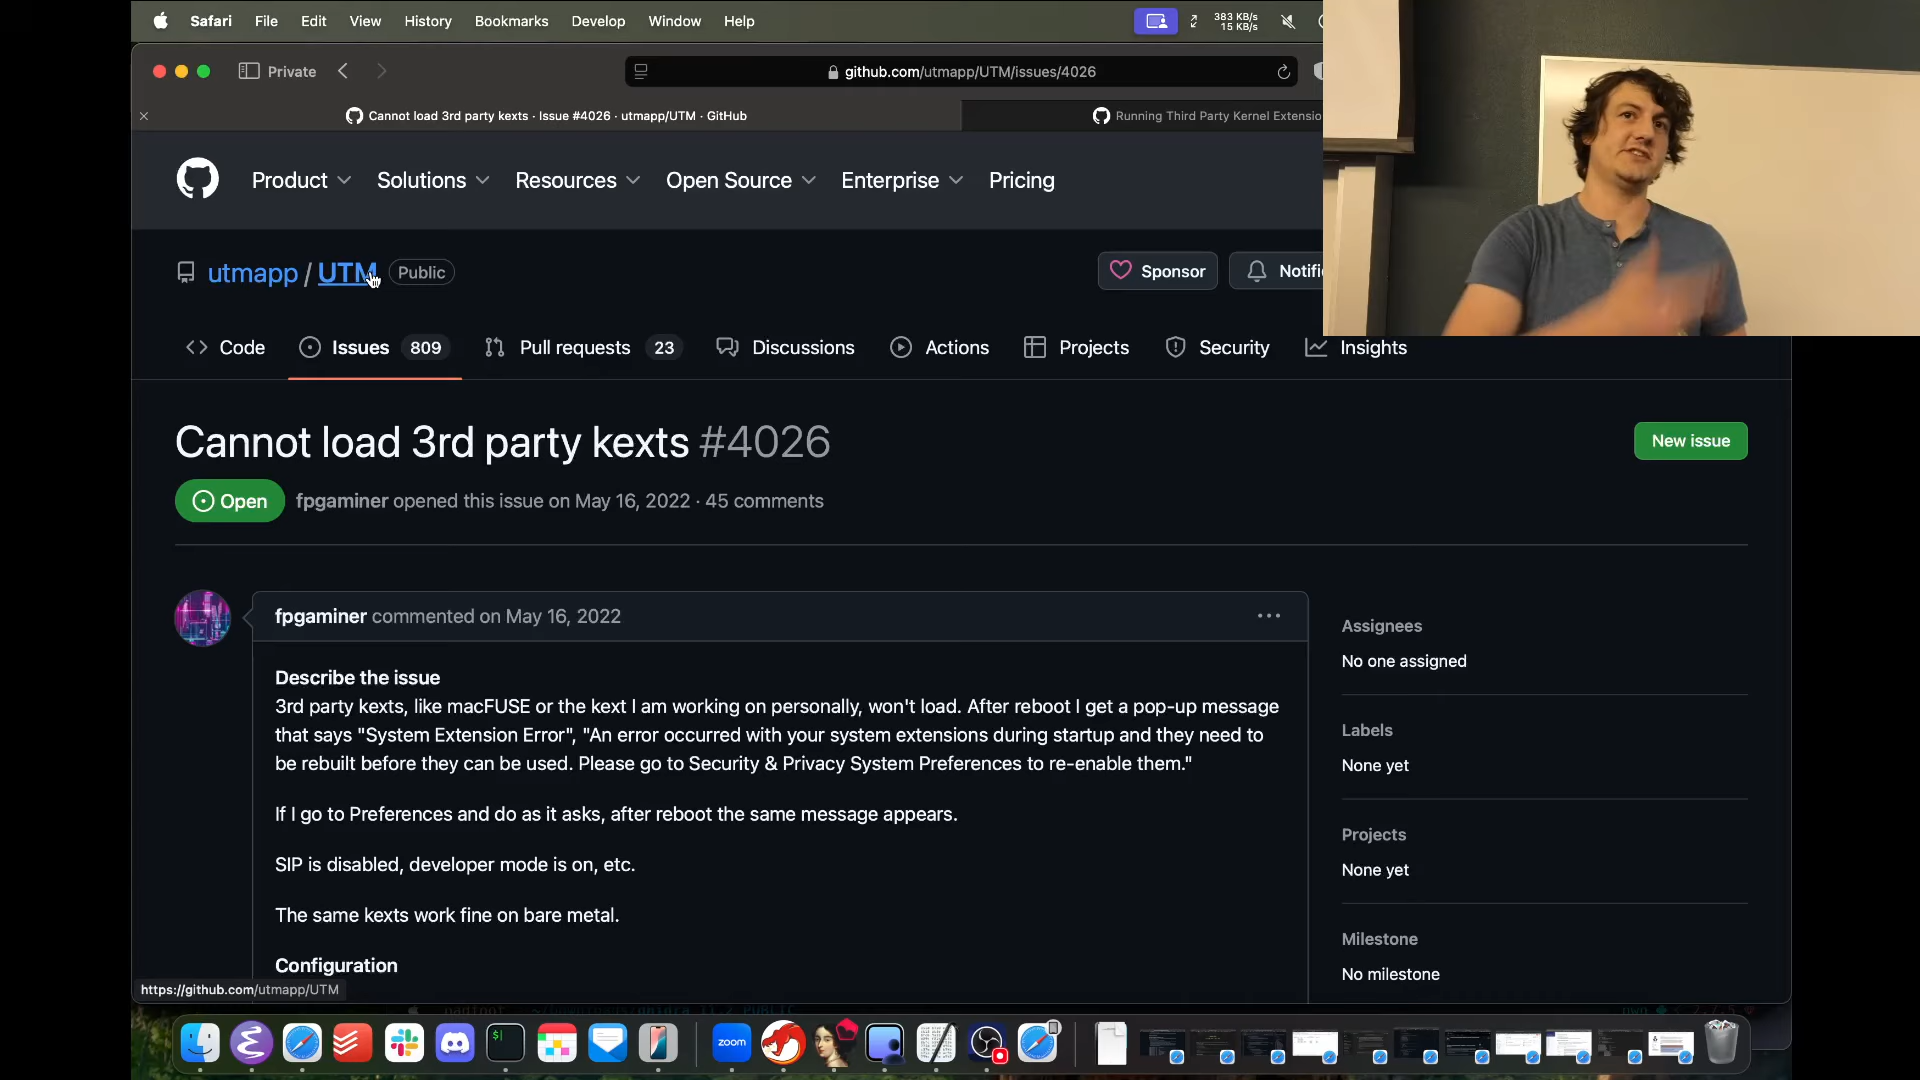 Safari File Edit View History Bookmarks Develop Window Help
383 KB/s
15 KB/s
Private
github.com/utmapp/UTM/issues/4026
Cannot load 3rd party kexts · Issue #4026 · utmapp/UTM · GitHub
Running Third Party Kernel Extensio
Product Solutions Resources Open Source Enterprise Pricing
utmapp / UTM Public
Sponsor
Notifi
Code Issues 809 Pull requests 23 Discussions Actions Projects Security Insights
Cannot load 3rd party kexts #4026
New issue
Open fpgaminer opened this issue on May 16, 2022 · 45 comments
fpgaminer commented on May 16, 2022
Describe the issue
3rd party kexts, like macFUSE or the kext I am working on personally, won't load. After reboot I get a pop-up message
that says "System Extension Error", "An error occurred with your system extensions during startup and they need to
be rebuilt before they can be used. Please go to Security & Privacy System Preferences to re-enable them."
If I go to Preferences and do as it asks, after reboot the same message appears.
SIP is disabled, developer mode is on, etc.
The same kexts work fine on bare metal.
Configuration
Assignees
No one assigned
Labels
None yet
Projects
None yet
Milestone
No milestone
https://github.com/utmapp/UTM
zoom